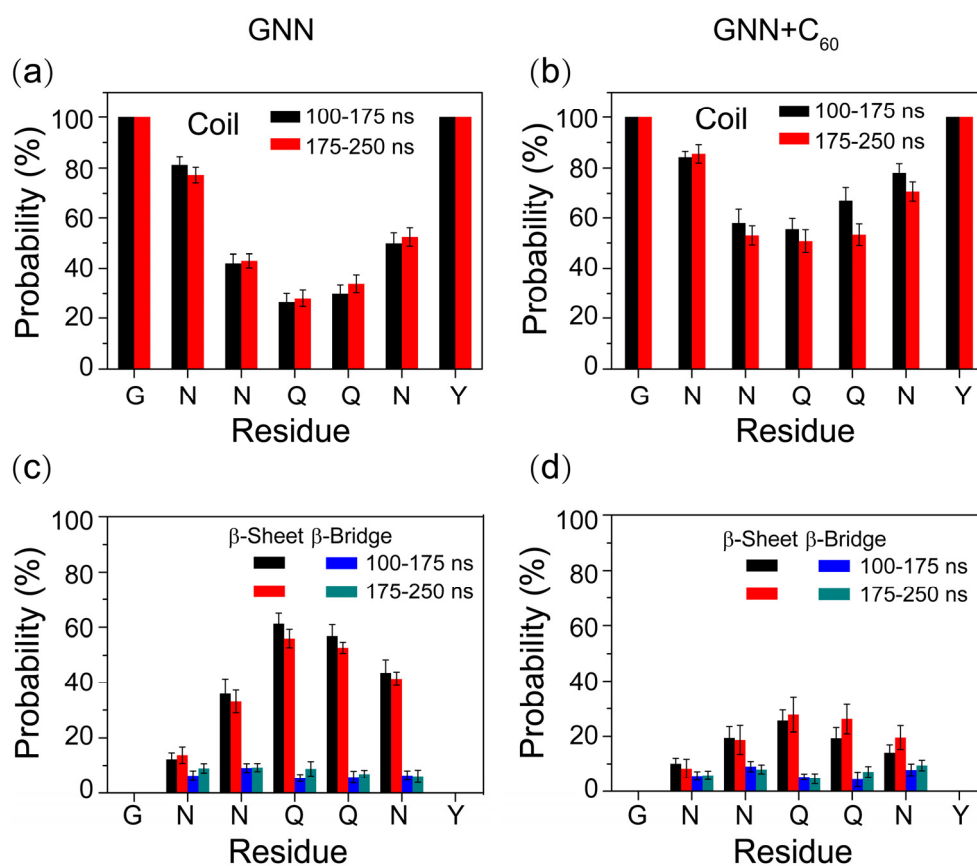 GNN
GNN+C60
(a)
(b)
Probability (%)
100
80
60
40
20
0
Coil
100-175 ns
175-250 ns
G N N Q Q N Y
Residue
Probability (%)
100
80
60
40
20
0
Coil
100-175 ns
175-250 ns
G N N Q Q N Y
Residue
(c)
(d)
Probability (%)
100
80
60
40
20
0
β-Sheet β-Bridge
100-175 ns
175-250 ns
G N N Q Q N Y
Residue
Probability (%)
100
80
60
40
20
0
β-Sheet β-Bridge
100-175 ns
175-250 ns
G N N Q Q N Y
Residue